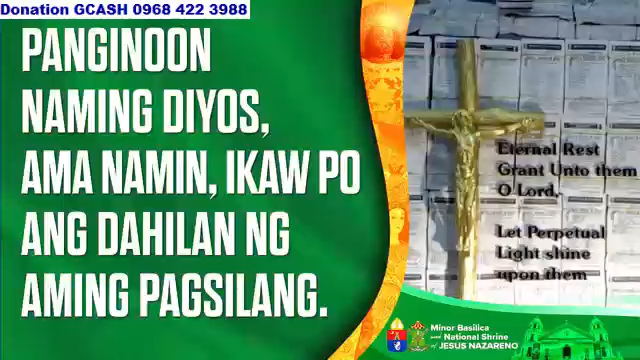 Donation GCASH 0968 422 3988
PANGINOON
NAMING DIYOS,
AMA NAMIN, IKAW PO
ANG DAHILAN NG
AMING PAGSILANG.
Eternal Rest
Grant Unto them
O Lord,
Let Perpetual
Light shine
upon them
Minor Basilica
and National Shrine
of JESUS NAZARENO